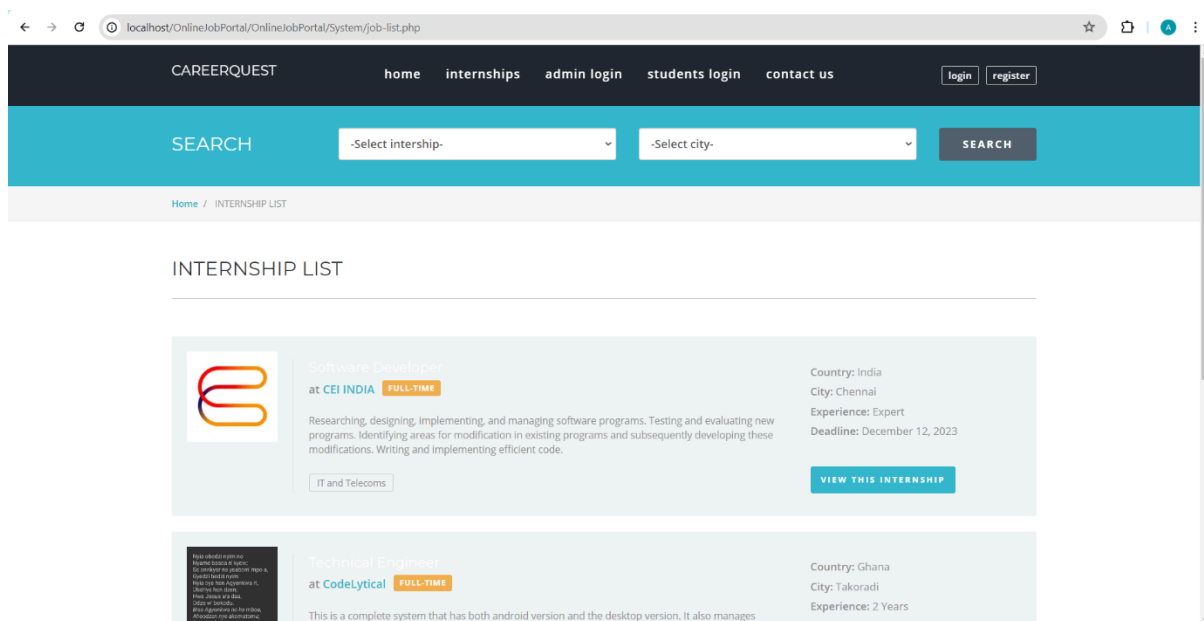 localhost/OnlineJobPortal/OnlineJobPortal/System/job-list.php
A
CAREERQUEST
home internships admin login students login contact us
login register
SEARCH
-Select intership-
-Select city-
SEARCH
Home / INTERNSHIP LIST
INTERNSHIP LIST
Software Developer
at CEI INDIA FULL-TIME
Researching, designing, implementing, and managing software programs. Testing and evaluating new
programs. Identifying areas for modification in existing programs and subsequently developing these
modifications. Writing and implementing efficient code.
IT and Telecoms
Country: India
City: Chennai
Experience: Expert
Deadline: December 12, 2023
VIEW THIS INTERNSHIP
Technical Engineer
at CodeLytical FULL-TIME
This is a complete system that has both android version and the desktop version. It also manages
Country: Ghana
City: Takoradi
Experience: 2 Years